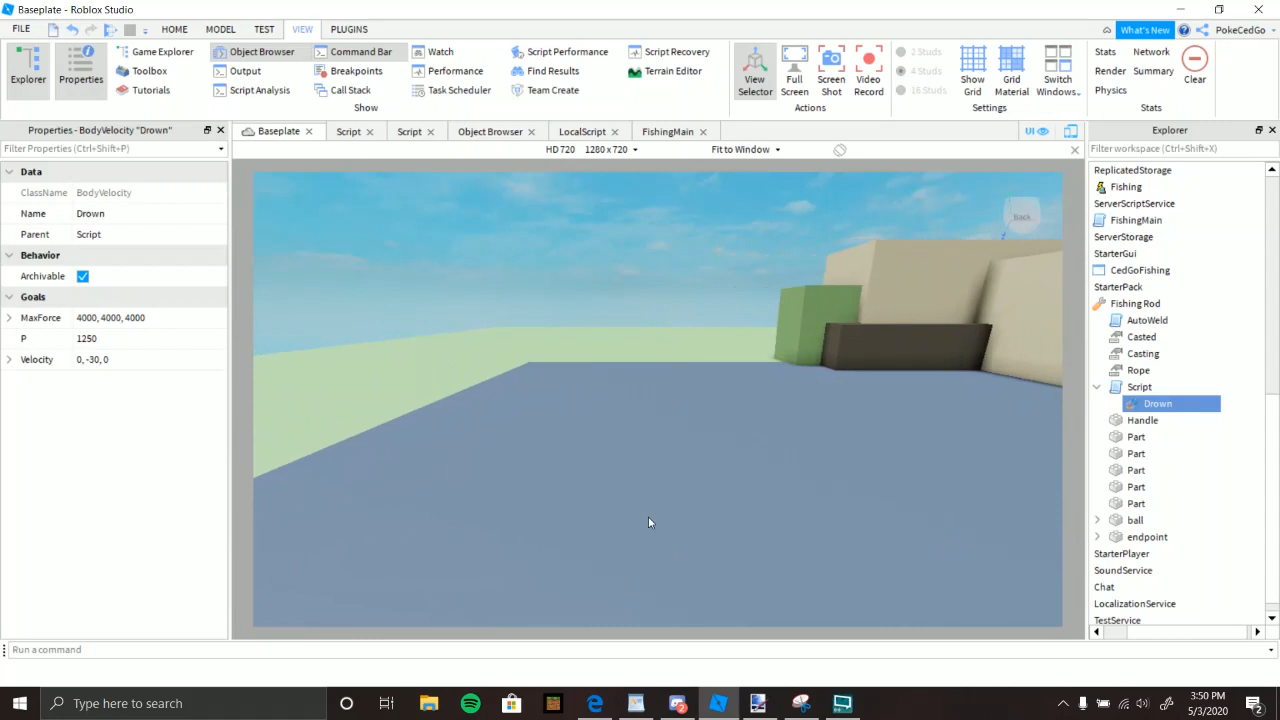 Baseplate - Roblox Studio
FILE HOME MODEL TEST VIEW PLUGINS What's New PokeCedGo
Explorer
Properties
Game Explorer
Toolbox
Tutorials
Object Browser
Output
Script Analysis
Command Bar
Breakpoints
Call Stack
Watch
Performance
Task Scheduler
Script Performance
Find Results
Team Create
Script Recovery
Terrain Editor
Show
View
Selector
Full
Screen
Screen
Shot
Video
Record
Actions
2 Studs
4 Studs
16 Studs
Show
Grid
Grid
Material
Switch
Windows
Settings
Stats
Render
Physics
Network
Summary
Clear
Stats
Properties - BodyVelocity "Drown"
Filter Properties (Ctrl+Shift+P)
Data
ClassName BodyVelocity
Name Drown
Parent Script
Behavior
Archivable
Goals
MaxForce 4000, 4000, 4000
P 1250
Velocity 0, -30, 0
Baseplate Script Script Object Browser LocalScript FishingMain UI
HD 720 1280 x 720 Fit to Window
Back
Explorer
Filter workspace (Ctrl+Shift+X)
ReplicatedStorage
Fishing
ServerScriptService
FishingMain
ServerStorage
StarterGui
CedGoFishing
StarterPack
Fishing Rod
AutoWeld
Casted
Casting
Rope
Script
Drown
Handle
Part
Part
Part
Part
Part
ball
endpoint
StarterPlayer
SoundService
Chat
LocalizationService
TestService
Run a command
Type here to search
3:50 PM
5/3/2020
2